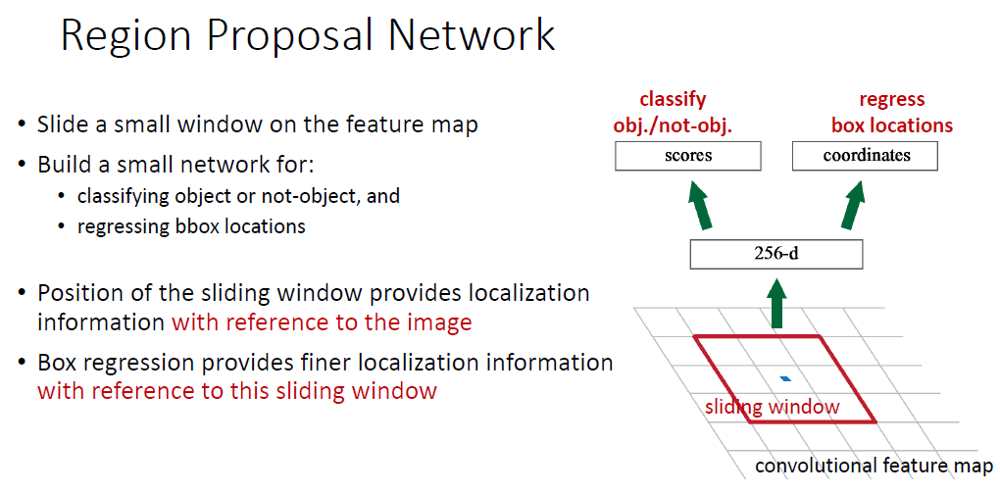 Region Proposal Network
• Slide a small window on the feature map
• Build a small network for:
• classifying object or not-object, and
• regressing bbox locations
• Position of the sliding window provides localization
information with reference to the image
• Box regression provides finer localization information
with reference to this sliding window
classify
obj./not-obj.
regress
box locations
scores
coordinates
256-d
sliding window
convolutional feature map